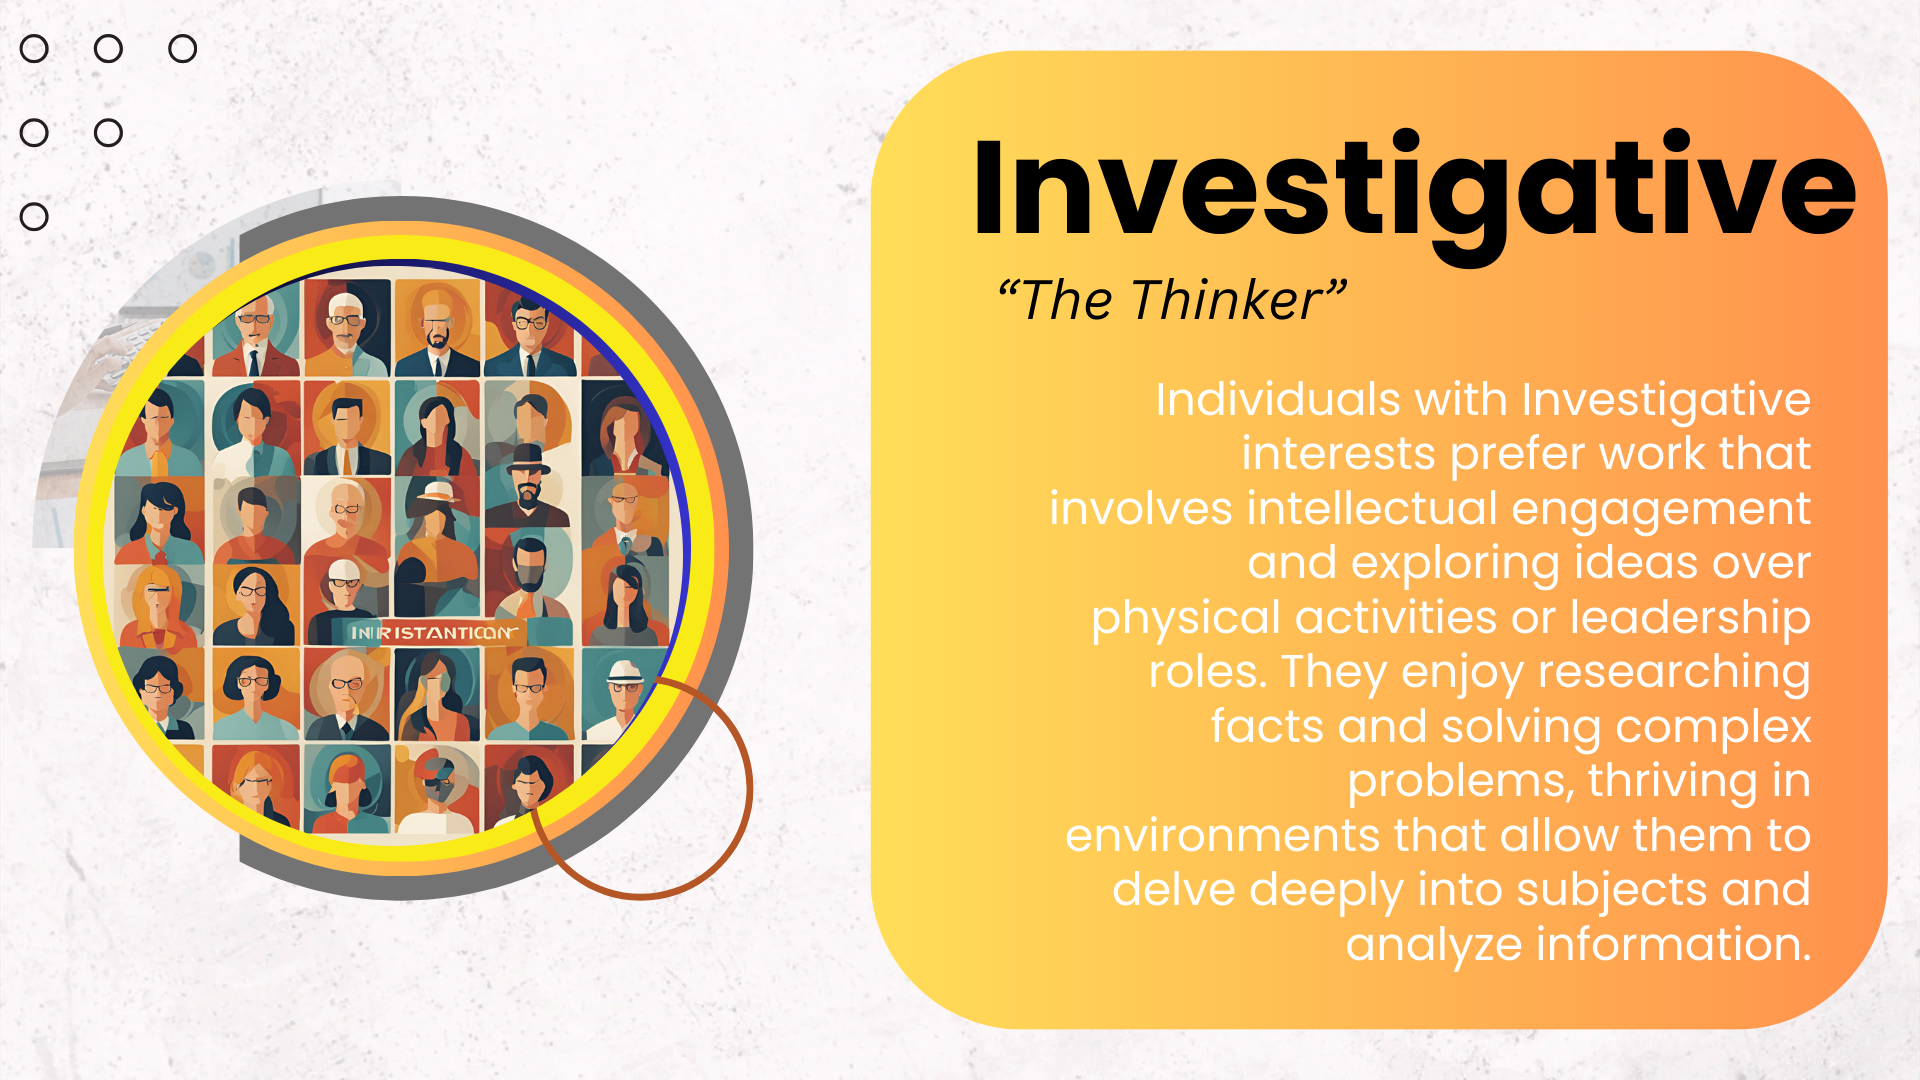 Investigative
“The Thinker”
Individuals with Investigative
interests prefer work that
involves intellectual engagement
and exploring ideas over
physical activities or leadership
roles. They enjoy researching
facts and solving complex
problems, thriving in
environments that allow them to
delve deeply into subjects and
analyze information.